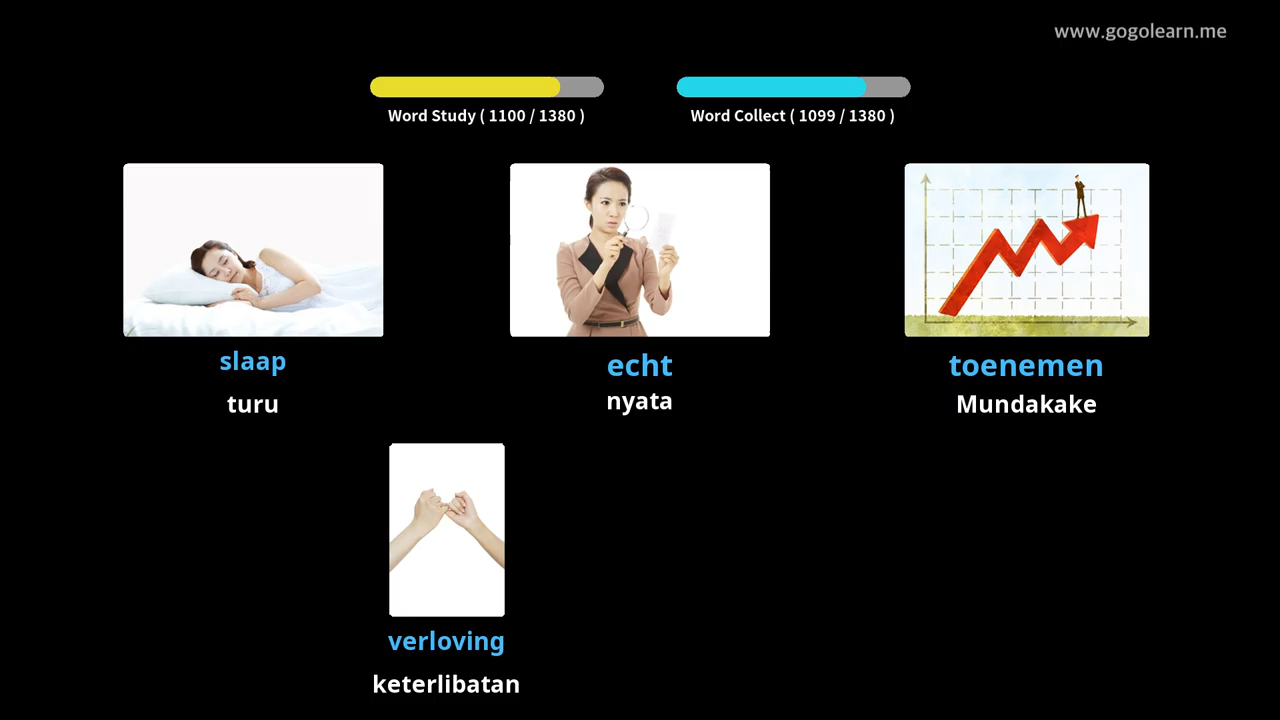 www.gogolearn.me
Word Study ( 1100 / 1380 )
Word Collect ( 1099 / 1380 )
slaap
turu
echt
nyata
toenemen
Mundakake
verloving
keterlibatan